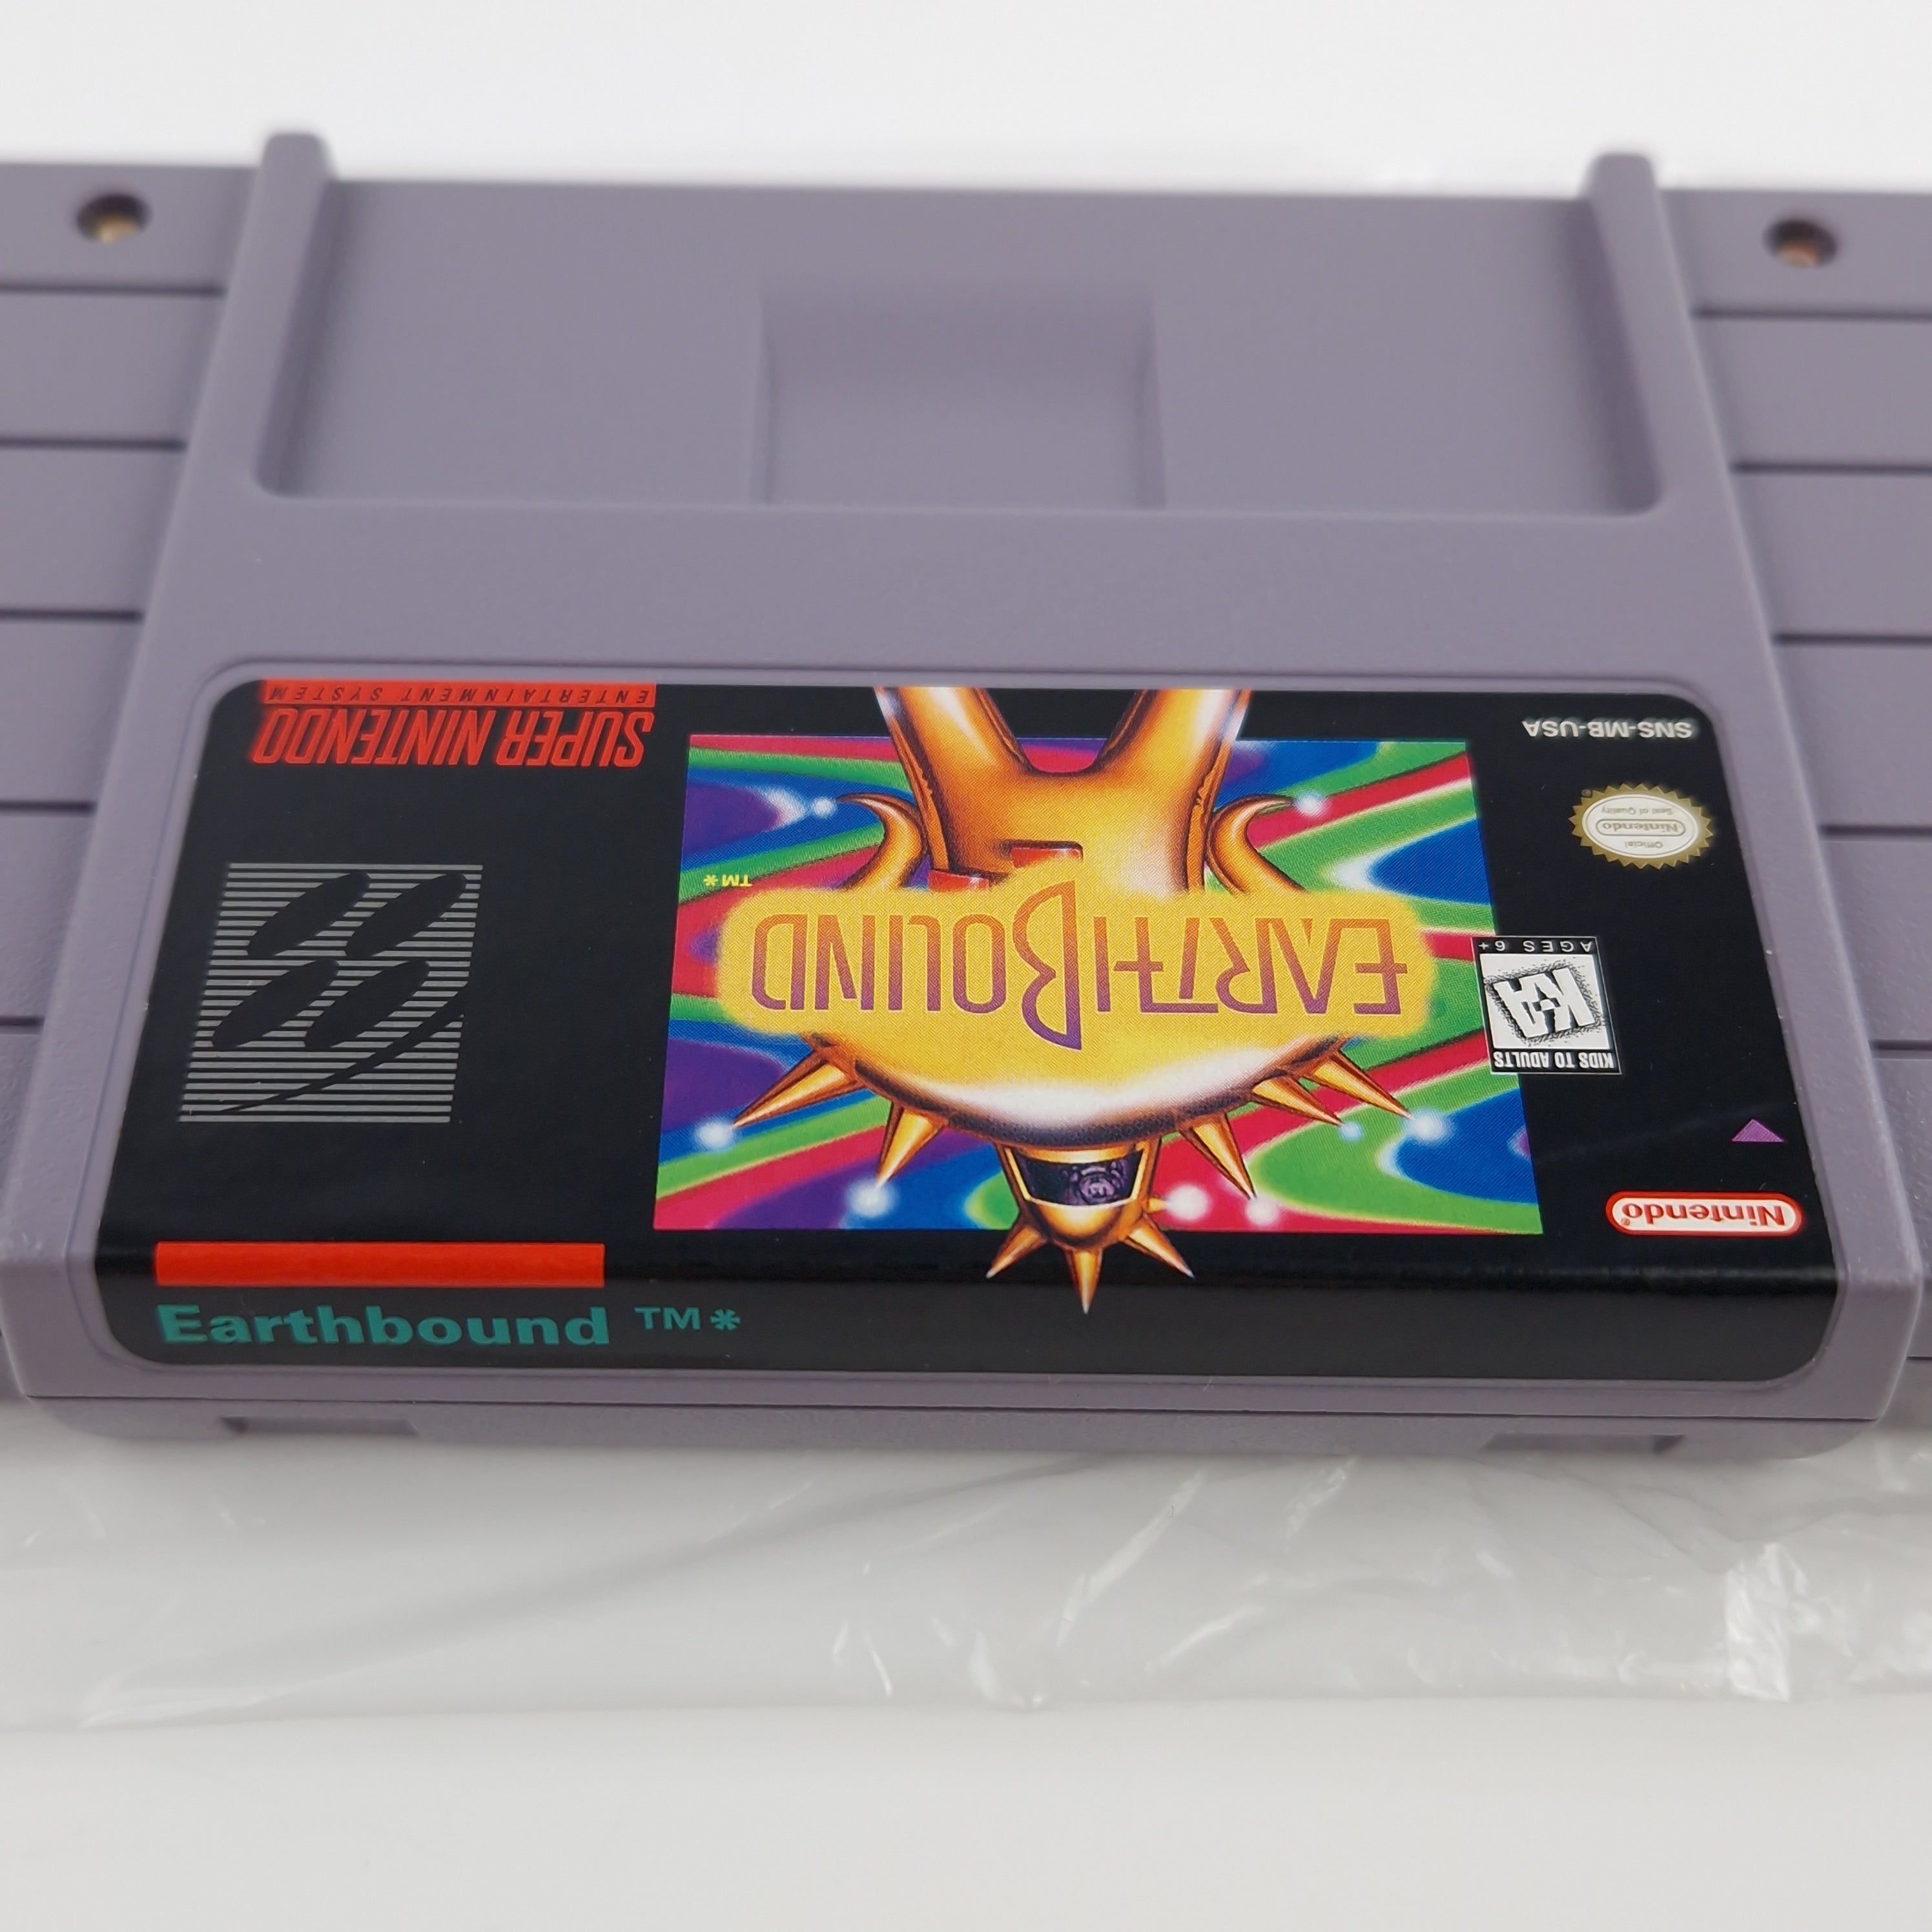 Earthbound ™*
Nintendo®
KIDS TO ADULTS
K-A
AGES 6+
EARTHBOUND
™*
Official
Nintendo
Seal of Quality
®
SNS-MB-USA
SUPER NINTENDO
ENTERTAINMENT SYSTEM